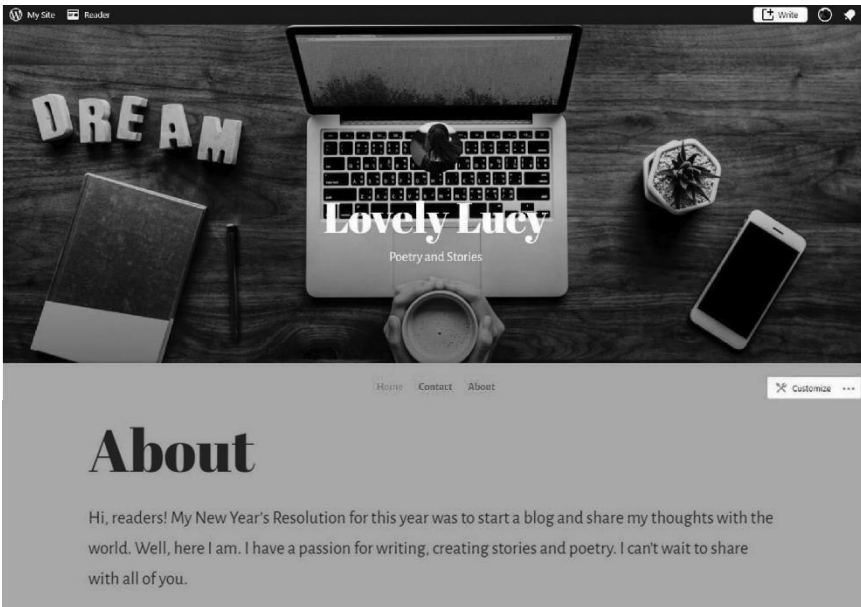 My Site Reader Write
DREAM
Lovely Lucy
Poetry and Stories
Home Contact About
Customize
About
Hi, readers! My New Year's Resolution for this year was to start a blog and share my thoughts with the
world. Well, here I am. I have a passion for writing, creating stories and poetry. I can't wait to share
with all of you.